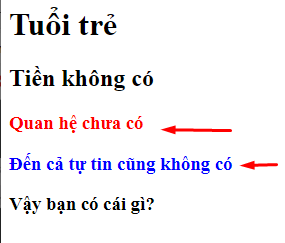 Tuổi trẻ
Tiền không có
Quan hệ chưa có
Đến cả tự tin cũng không có
Vậy bạn có cái gì?